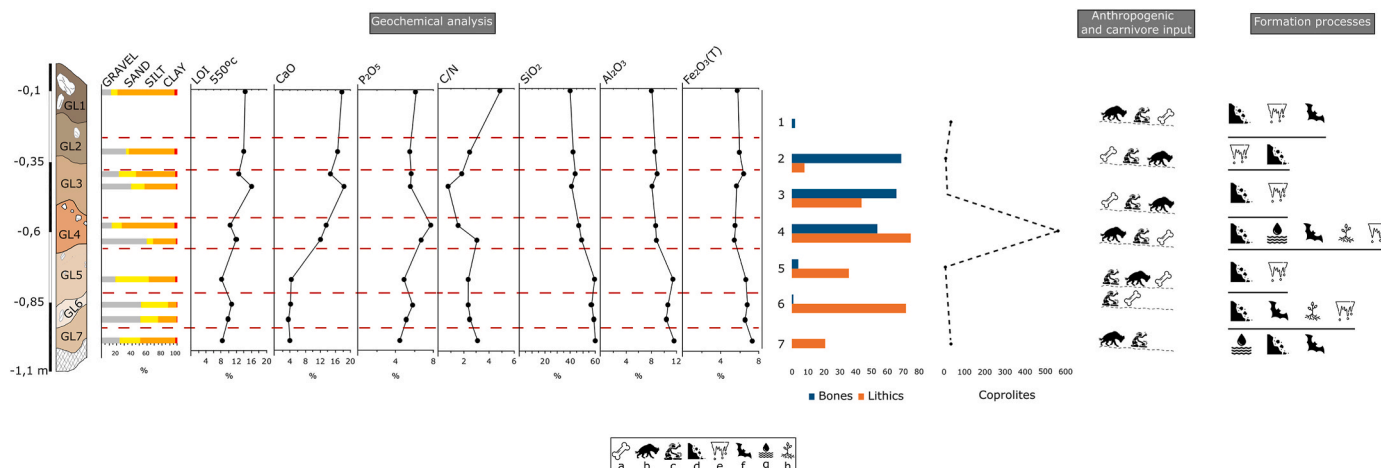 Geochemical analysis
Anthropogenic
and carnivore input
Formation processes
GRAVEL SAND SILT CLAY
LOI 550ºc
CaO
P₂O₅
C/N
SiO₂
Al₂O₃
Fe₂O₃(T)
-0,1
-0,35
-0,6
-0,85
-1,1 m
GL1
GL2
GL3
GL4
GL5
GL6
GL7
20 40 60 80 100
4 8 12 16 20
4 8 12 16 20
4 8
2 4 6
20 40 60
4 8 12
4 8
% % % % % % % %
1
2
3
4
5
6
7
0 10 20 30 40 50 60 70 80
0 100 200 300 400 500 600
Bones Lithics
Coprolites
a b c d e f g h